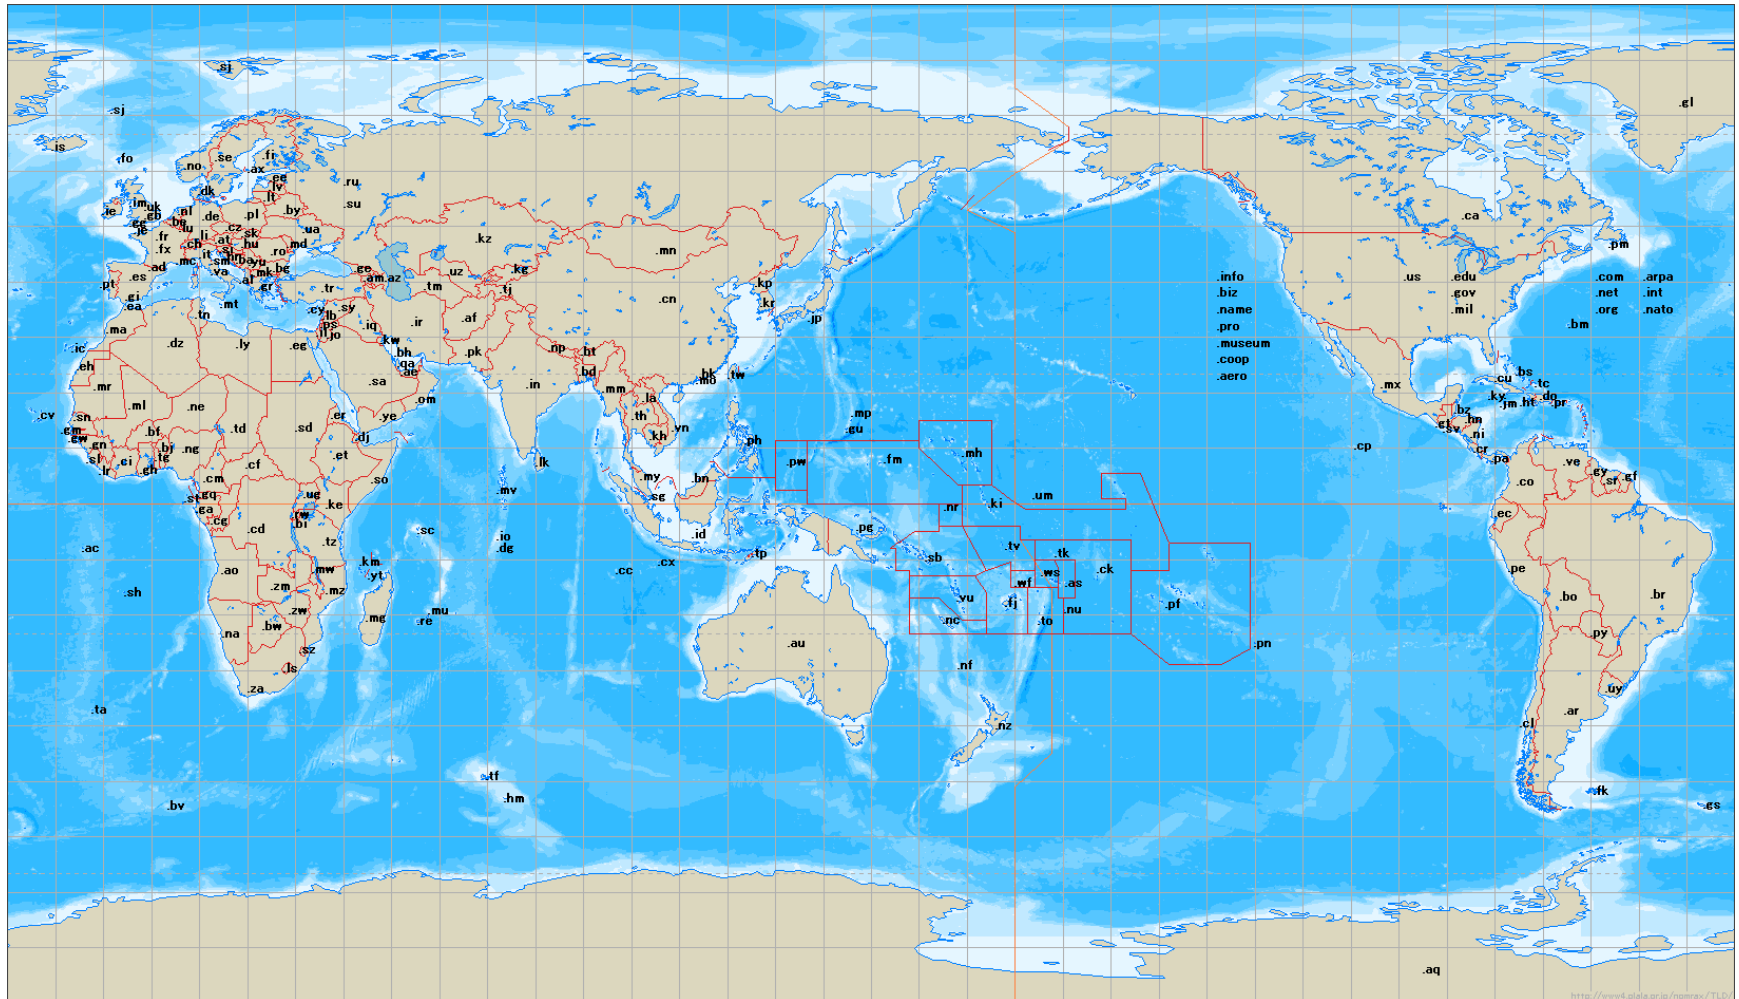 .sj
.sj
.gl
.is
.fo
.no
.se
.fi
.ax
.ee
.lv
.lt
.ru
.su
.dk
.im
.uk
.gb
.ie
.gg
.je
.nl
.be
.lu
.de
.pl
.by
.cz
.sk
.ua
.fr
.fx
.li
.ch
.at
.hu
.md
.ro
.si
.hr
.it
.sm
.ba
.yu
.mc
.va
.mk
.bg
.ad
.es
.pt
.gi
.ea
.al
.gr
.mt
.tr
.ge
.am
.az
.kz
.uz
.kg
.tm
.tj
.mn
.cn
.kp
.kr
.jp
.ca
.pm
.us
.edu
.gov
.mil
.info
.biz
.name
.pro
.museum
.coop
.aero
.com
.net
.org
.arpa
.int
.nato
.bm
.cy
.lb
.sy
.ps
.il
.jo
.iq
.ir
.af
.kw
.bh
.qa
.ae
.pk
.np
.bt
.bd
.in
.sa
.om
.ye
.tn
.ma
.dz
.ly
.eg
.ic
.eh
.mr
.ml
.ne
.cv
.sn
.gm
.gw
.gn
.sl
.lr
.ci
.bf
.gh
.bj
.tg
.ng
.td
.sd
.er
.dj
.et
.so
.cf
.cm
.st
.gq
.ga
.cg
.cd
.ug
.ke
.rw
.bi
.tz
.sc
.mv
.lk
.io
.dg
.mm
.la
.th
.vn
.kh
.mo
.tw
.ph
.my
.bn
.sg
.id
.tp
.cc
.cx
.mp
.gu
.pw
.fm
.mh
.um
.nr
.ki
.pg
.sb
.tv
.tk
.ws
.wf
.as
.ck
.vu
.fj
.nc
.to
.nu
.pf
.pn
.nf
.au
.nz
.ac
.sh
.ta
.ao
.zm
.mw
.mz
.km
.yt
.mg
.mu
.re
.zw
.bw
.na
.sz
.ls
.za
.bv
.tf
.hm
.mx
.cu
.bs
.tc
.ky
.jm
.ht
.do
.pr
.bz
.gt
.hn
.sv
.ni
.cr
.pa
.cp
.co
.ve
.gy
.sr
.gf
.ec
.pe
.bo
.br
.py
.uy
.ar
.cl
.fk
.gs
.aq